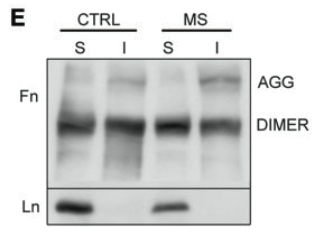 E
CTRL MS
S I S I
Fn
AGG
DIMER
Ln